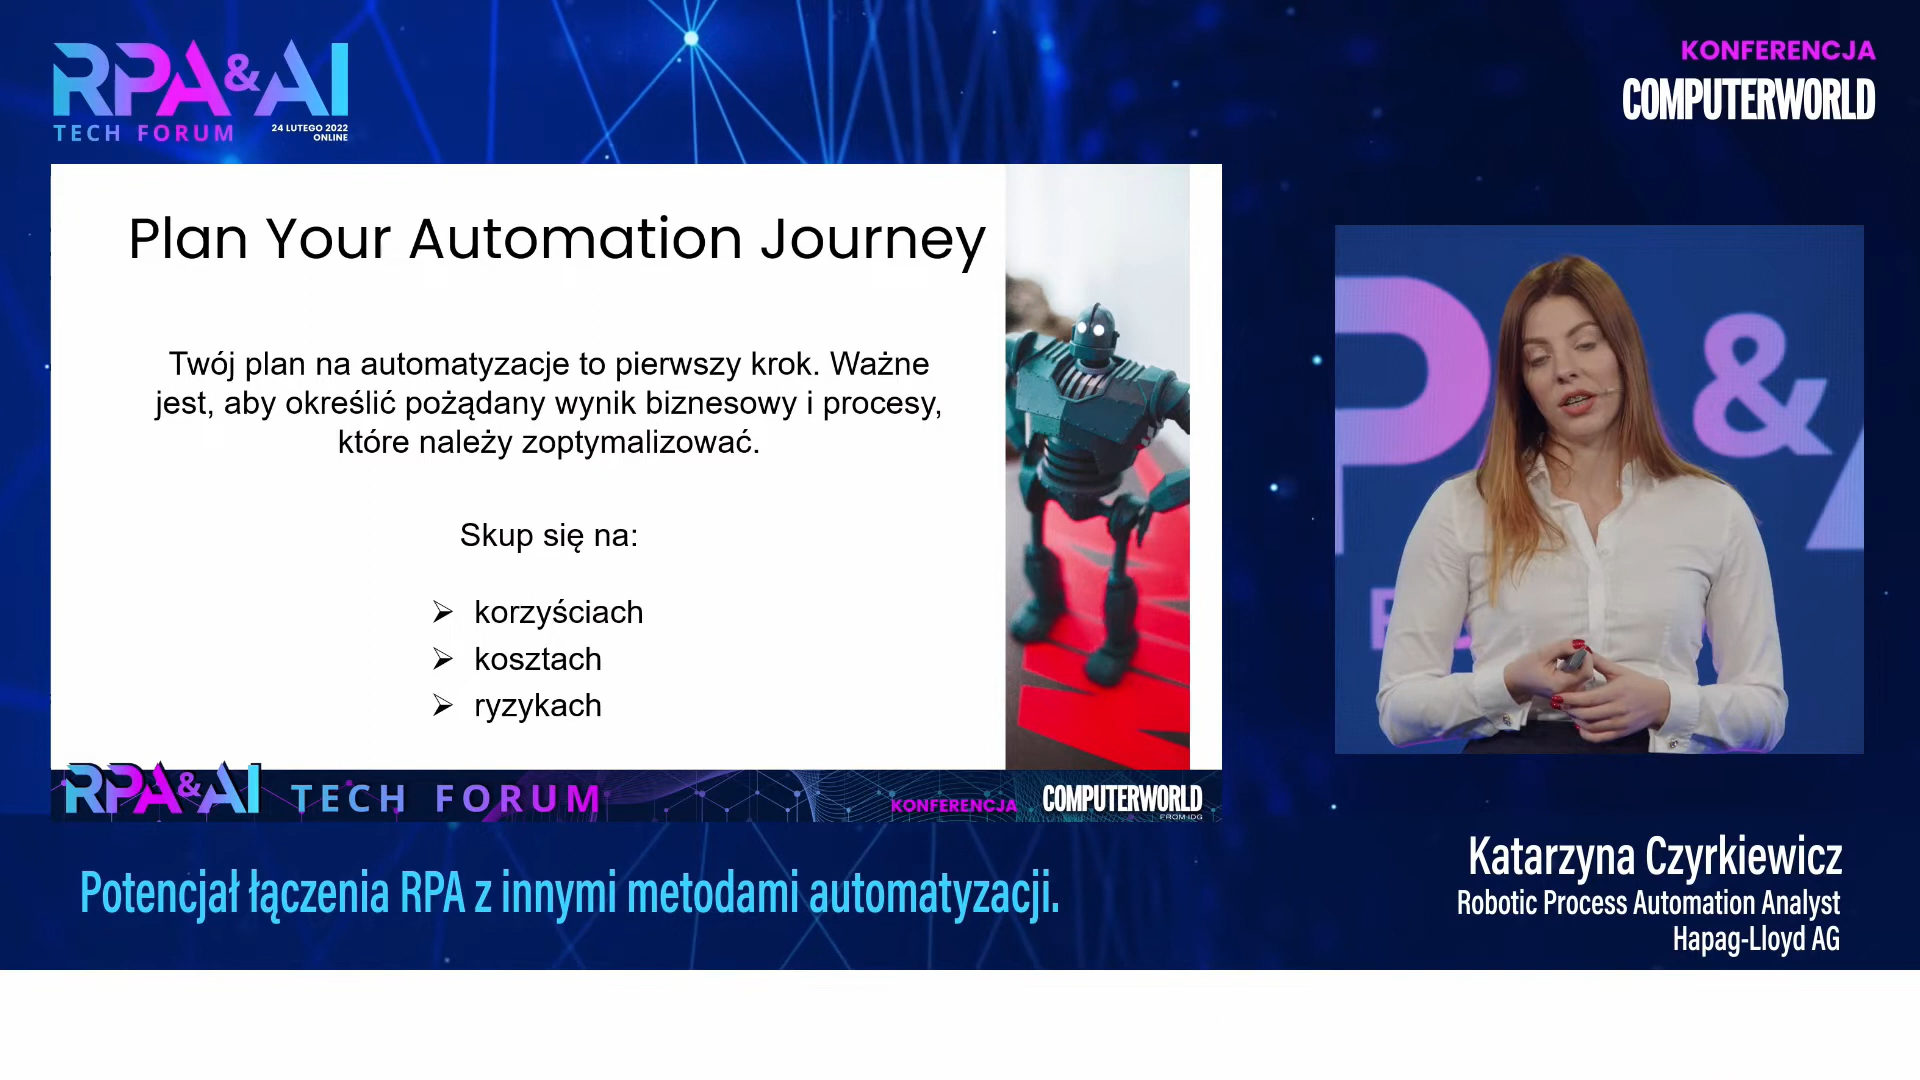 RPA&AI
TECH FORUM
24 LUTEGO 2022
ONLINE
KONFERENCJA
COMPUTERWORLD
Plan Your Automation Journey
Twój plan na automatyzacje to pierwszy krok. Ważne
jest, aby określić pożądany wynik biznesowy i procesy,
które należy zoptymalizować.
Skup się na:
➢ korzyściach
➢ kosztach
➢ ryzykach
RPA&AI TECH FORUM
KONFERENCJA COMPUTERWORLD
FROM IDG
P & A
Potencjał łączenia RPA z innymi metodami automatyzacji.
Katarzyna Czyrkiewicz
Robotic Process Automation Analyst
Hapag-Lloyd AG